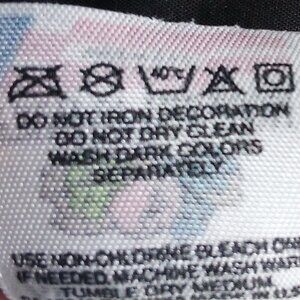 40°C
DO NOT IRON DECORATION
DO NOT DRY CLEAN
WASH DARK COLORS
SEPARATELY
USE NON-CHLORINE BLEACH
IF NEEDED. MACHINE WASH
TUMBLE DRY MEDIUM.